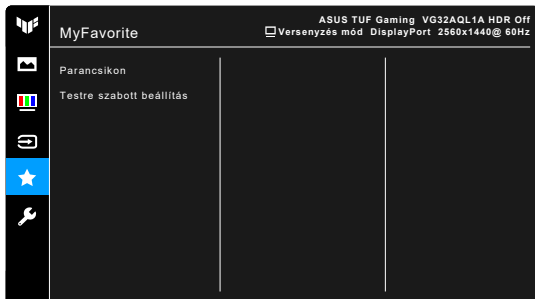 MyFavorite
ASUS TUF Gaming VG32AQL1A HDR Off
Versenyzés mód DisplayPort 2560x1440@ 60Hz
Parancsikon
Testre szabott beállítás